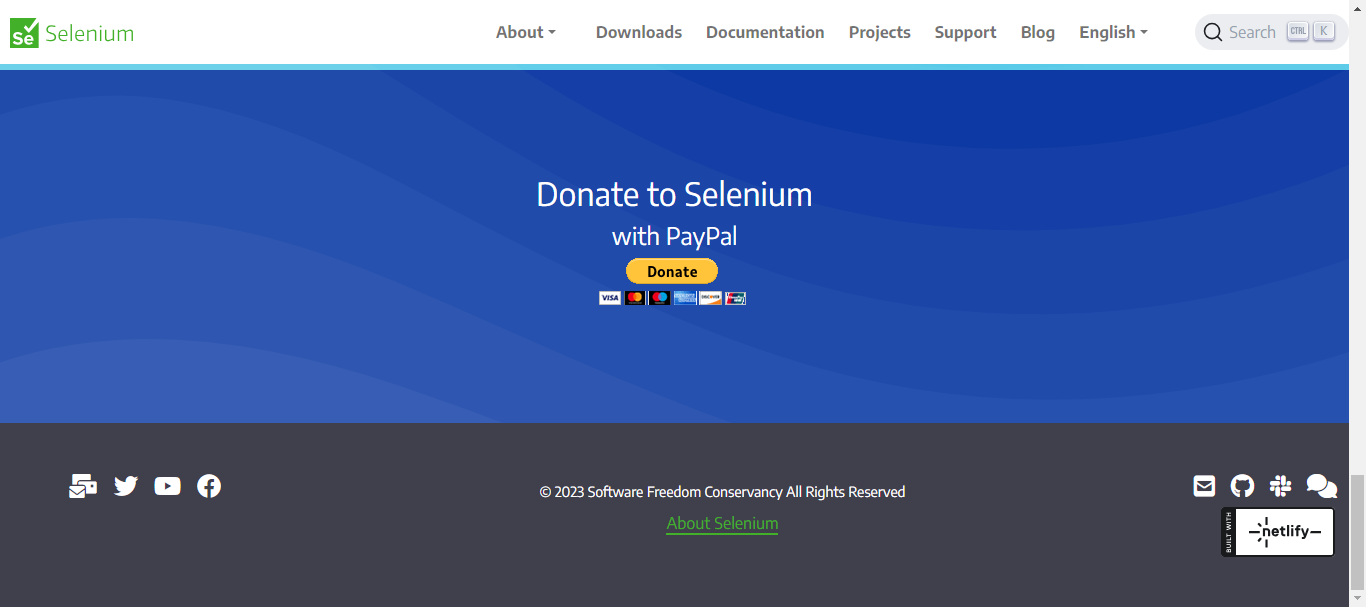 Se Selenium
About
Downloads
Documentation
Projects
Support
Blog
English
Search CTRL K
Donate to Selenium
with PayPal
Donate
VISA DISCOVER
© 2023 Software Freedom Conservancy All Rights Reserved
About Selenium
BUILT WITH
netlify